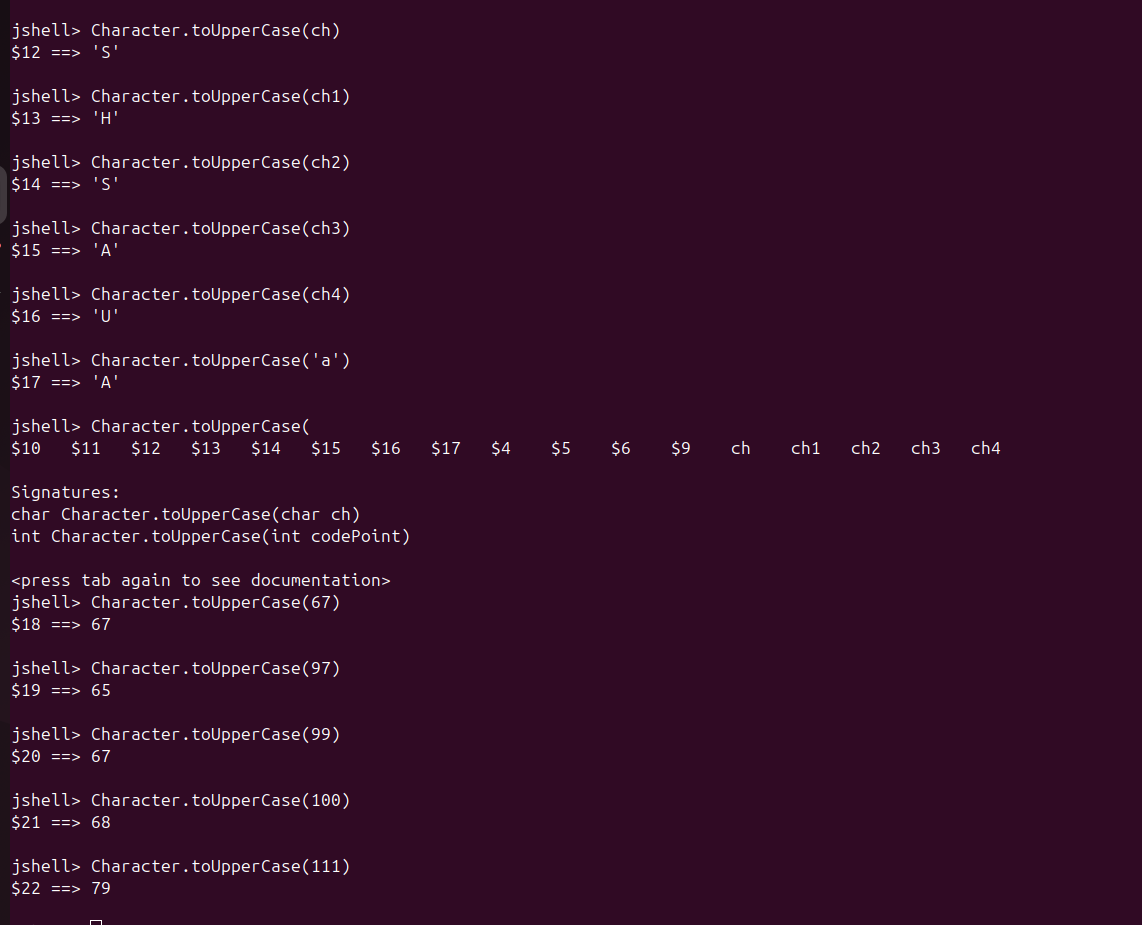 jshell> Character.toUpperCase(ch)
$12 ==> 'S'
jshell> Character.toUpperCase(ch1)
$13 ==> 'H'
jshell> Character.toUpperCase(ch2)
$14 ==> 'S'
jshell> Character.toUpperCase(ch3)
$15 ==> 'A'
jshell> Character.toUpperCase(ch4)
$16 ==> 'U'
jshell> Character.toUpperCase('a')
$17 ==> 'A'
jshell> Character.toUpperCase(
$10   $11   $12   $13   $14   $15   $16   $17   $4    $5    $6    $9    ch    ch1   ch2   ch3   ch4
Signatures:
char Character.toUpperCase(char ch)
int Character.toUpperCase(int codePoint)
<press tab again to see documentation>
jshell> Character.toUpperCase(67)
$18 ==> 67
jshell> Character.toUpperCase(97)
$19 ==> 65
jshell> Character.toUpperCase(99)
$20 ==> 67
jshell> Character.toUpperCase(100)
$21 ==> 68
jshell> Character.toUpperCase(111)
$22 ==> 79